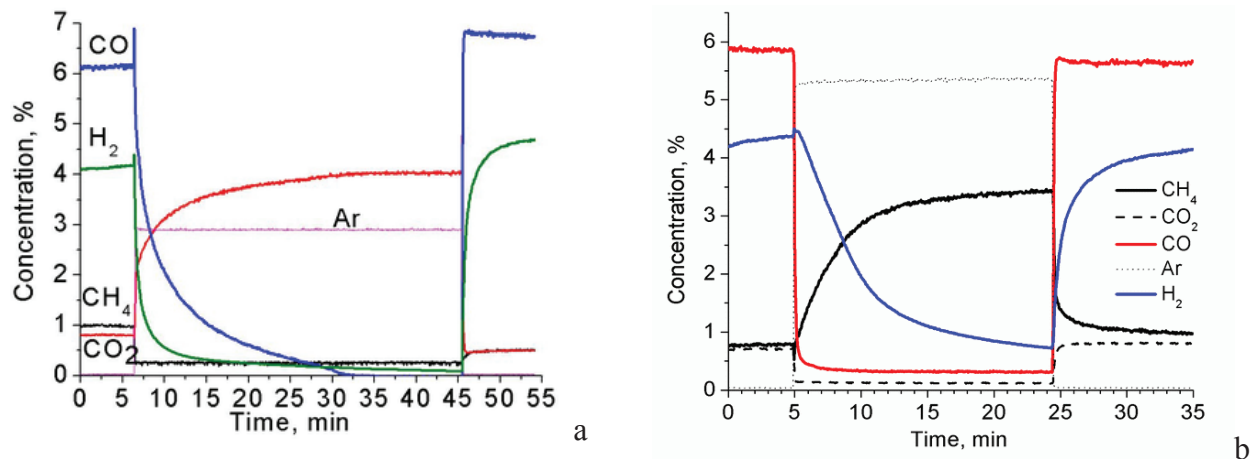 7
6
5
4
3
2
1
0
Concentration, %
CO
H2
CH4
CO2
Ar
0 5 10 15 20 25 30 35 40 45 50 55
Time, min
a
6
5
4
3
2
1
0
Concentration, %
CH4
CO2
CO
Ar
H2
0 5 10 15 20 25 30 35
Time, min
b